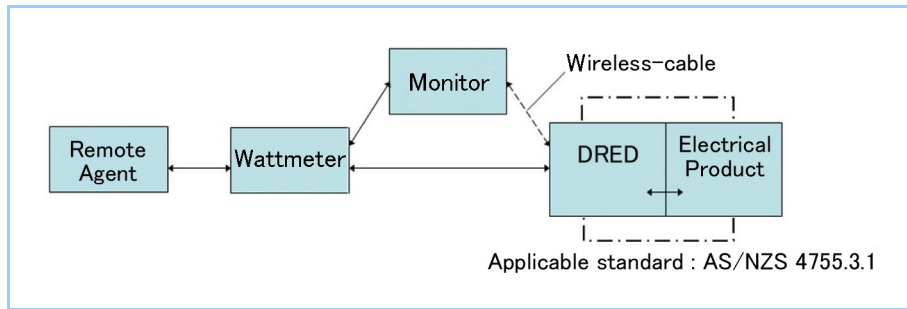 Monitor
Wireless-cable
Remote
Agent
Wattmeter
DRED
Electrical
Product
Applicable standard : AS/NZS 4755.3.1